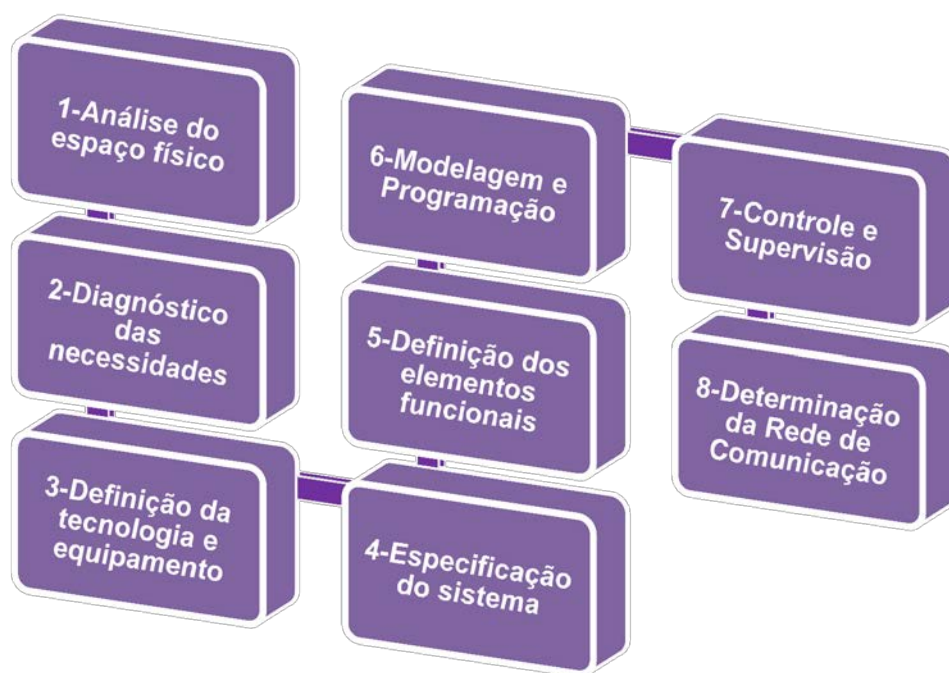 1-Análise do
espaço físico
2-Diagnóstico
das
necessidades
3-Definição da
tecnologia e
equipamento
4-Especificação
do sistema
5-Definição dos
elementos
funcionais
6-Modelagem e
Programação
7-Controle e
Supervisão
8-Determinação
da Rede de
Comunicação